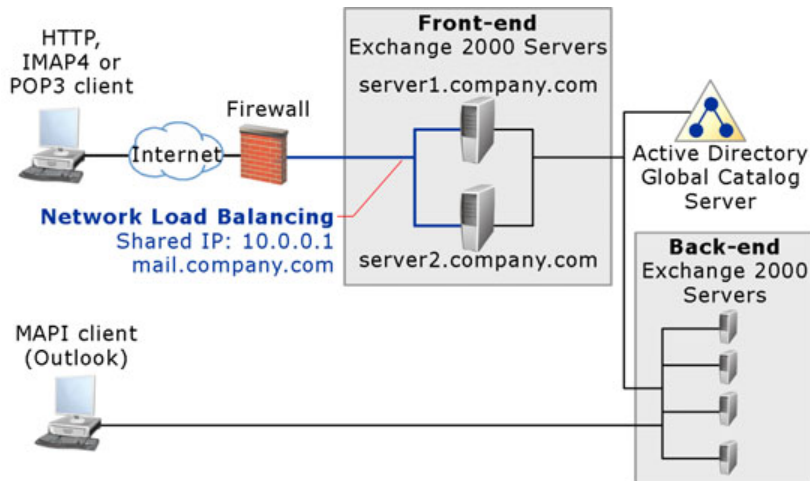 HTTP,
IMAP4 or
POP3 client
Firewall
Internet
Front-end
Exchange 2000 Servers
server1.company.com
server2.company.com
Network Load Balancing
Shared IP: 10.0.0.1
mail.company.com
Active Directory
Global Catalog
Server
Back-end
Exchange 2000
Servers
MAPI client
(Outlook)